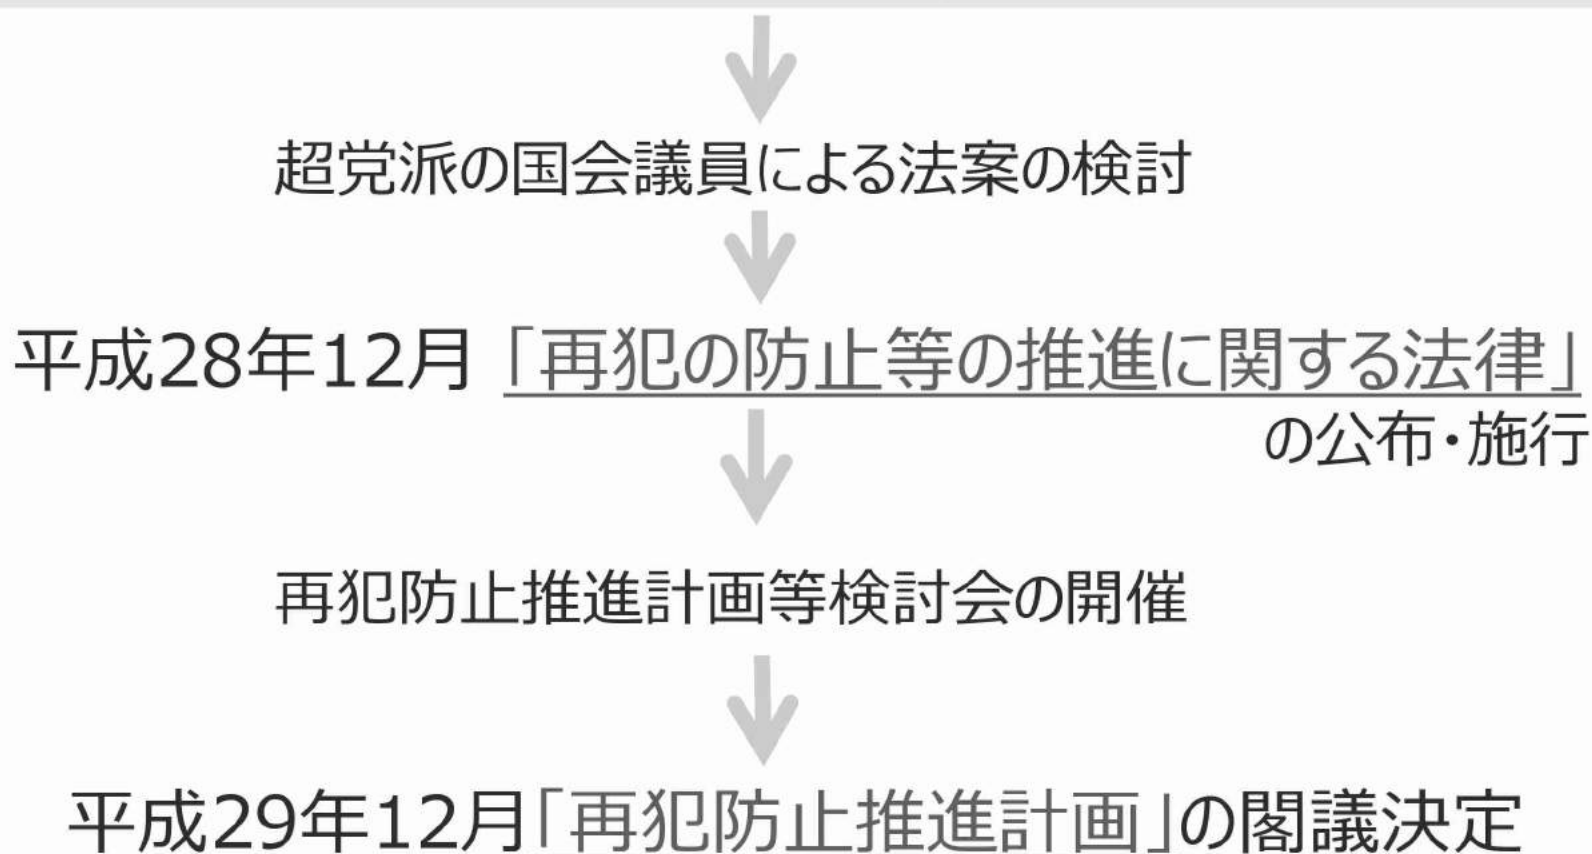 超党派の国会議員による法案の検討
平成28年12月「再犯の防止等の推進に関する法律」
の公布・施行
再犯防止推進計画等検討会の開催
平成29年12月「再犯防止推進計画」の閣議決定